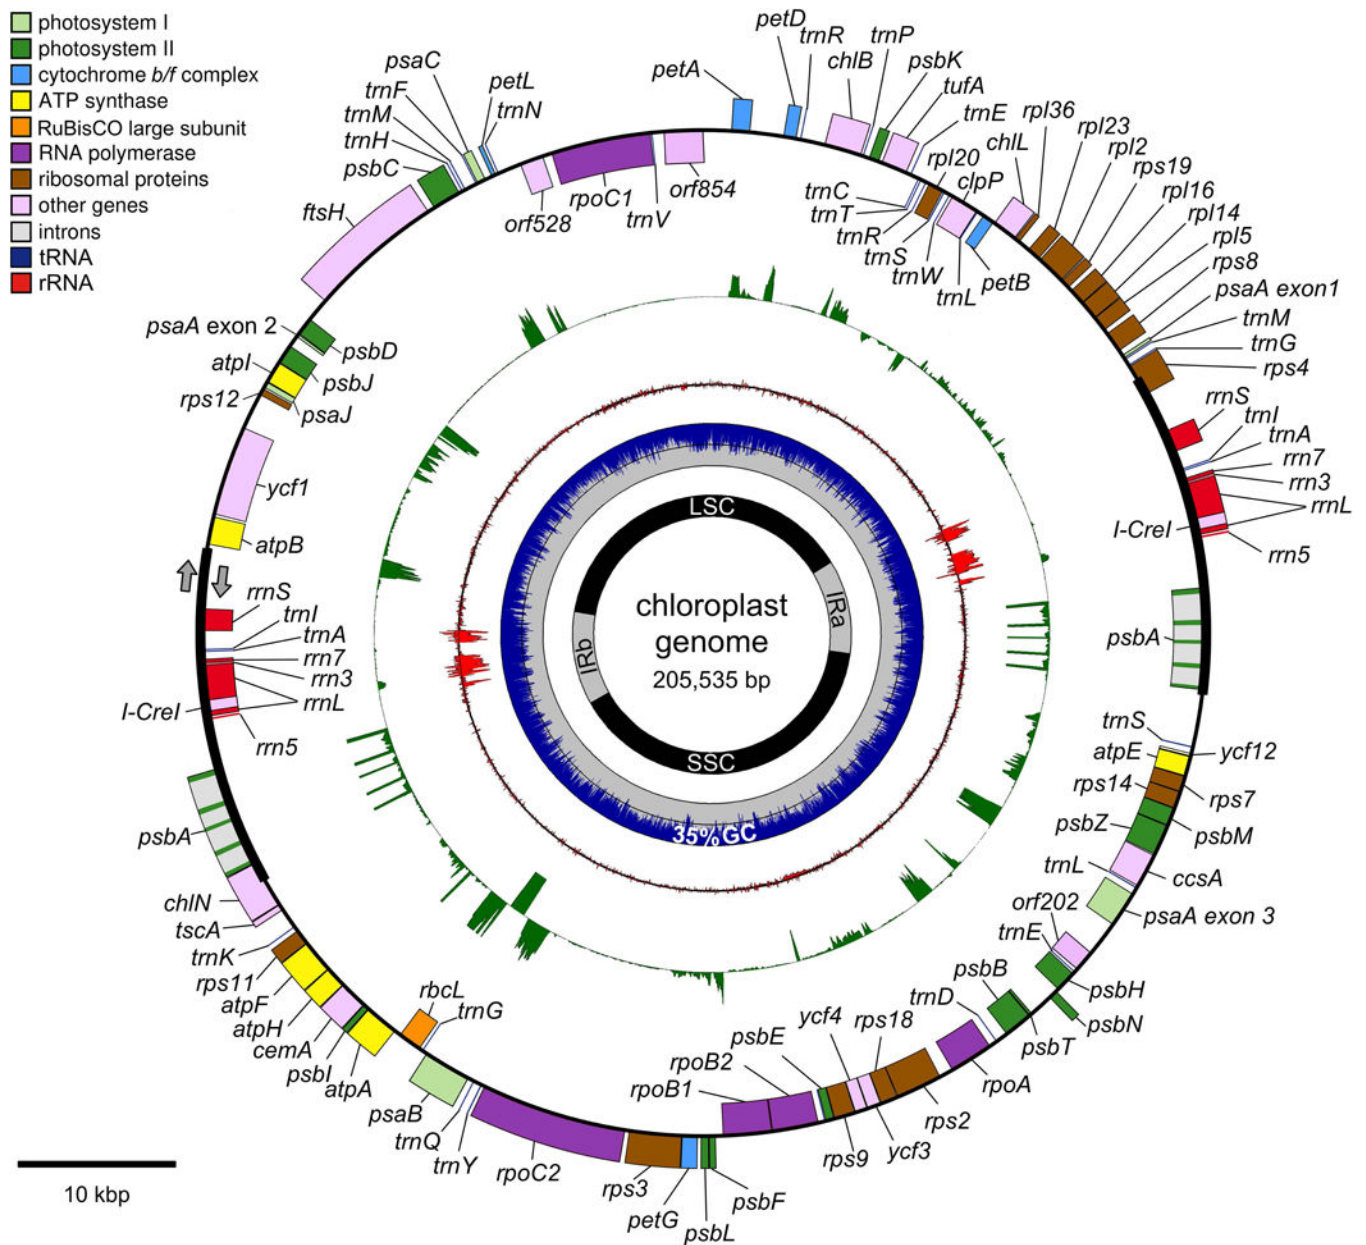 photosystem I
photosystem II
cytochrome b/f complex
ATP synthase
RuBisCO large subunit
RNA polymerase
ribosomal proteins
other genes
introns
tRNA
rRNA
petD
trnR
trnP
petA
chlB
psbK
tufA
trnE
rpl36
rpl23
rpl2
rps19
rpl16
rpl14
rpl5
rps8
psaA exon1
trnM
trnG
rps4
psaC
petL
trnF
trnN
trnM
trnH
psbC
ftsH
orf528
rpoC1
trnV
orf854
rpl20
clpP
chlL
trnC
trnT
trnR
trnS
trnW
trnL
petB
psaA exon 2
psbD
atpI
psbJ
rps12
psaJ
ycf1
atpB
rrnS
trnI
trnA
rrn7
rrn3
rrnL
I-CreI
rrn5
rrnS
trnI
trnA
rrn7
rrn3
rrnL
I-CreI
rrn5
LSC
IRa
IRb
SSC
chloroplast
genome
205,535 bp
35%GC
psbA
psbA
trnS
atpE
ycf12
rps14
rps7
psbZ
psbM
trnL
ccsA
orf202
psaA exon 3
trnE
psbB
psbH
trnD
psbN
psbT
chlN
tscA
trnK
rps11
atpF
atpH
cemA
psbI
atpA
rbcL
trnG
psaB
trnQ
trnY
rpoC2
rps3
petG
psbL
psbF
rpoB1
rpoB2
psbE
ycf4
rps18
rpoA
rps2
ycf3
rps9
10 kbp